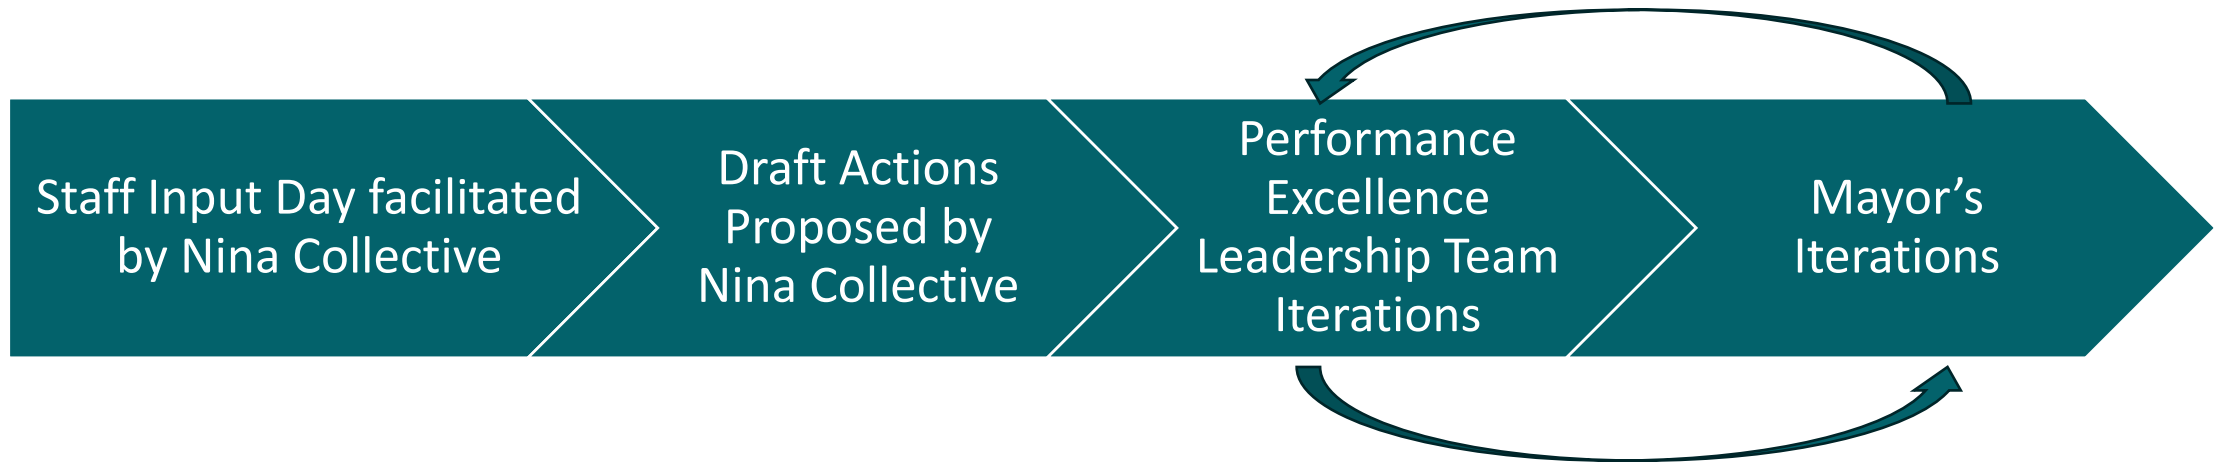 Staff Input Day facilitated
by Nina Collective
Draft Actions
Proposed by
Nina Collective
Performance
Excellence
Leadership Team
Iterations
Mayor’s
Iterations